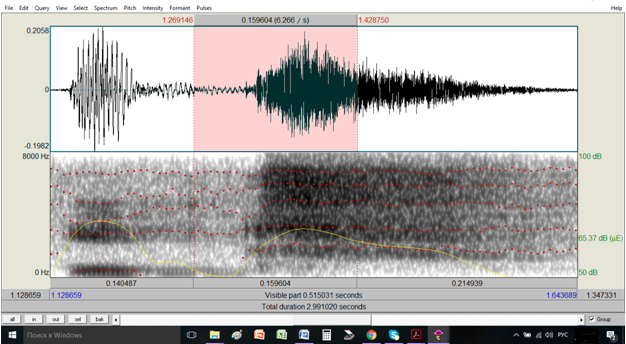 File Edit Query View Select Spectrum Pitch Intensity Formant Pulses Help
1.269146 0.159604 (6.266 / s) 1.428750
0.2058
0
-0.1982
8000 Hz 100 dB
65.37 dB (µE)
0 Hz 50 dB
0.140487 0.159604 0.214939
1.128659 1.128659 Visible part 0.515031 seconds 1.643689 1.347331
Total duration 2.991020 seconds
all in out sel bak Group
Поиск в Windows РУС